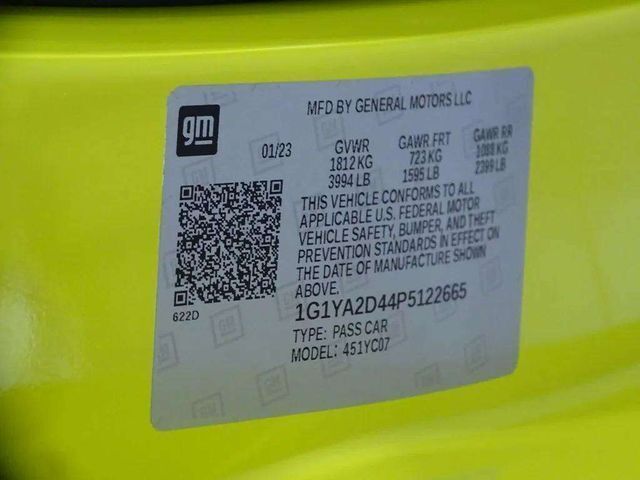 MFD BY GENERAL MOTORS LLC
gm
01/23
GVWR
1812 KG
3994 LB
GAWR FRT
723 KG
1595 LB
GAWR RR
1088 KG
2399 LB
THIS VEHICLE CONFORMS TO ALL
APPLICABLE U.S. FEDERAL MOTOR
VEHICLE SAFETY, BUMPER, AND THEFT
PREVENTION STANDARDS IN EFFECT ON
THE DATE OF MANUFACTURE SHOWN
ABOVE.
622D
1G1YA2D44P5122665
TYPE: PASS CAR
MODEL: 451YC07